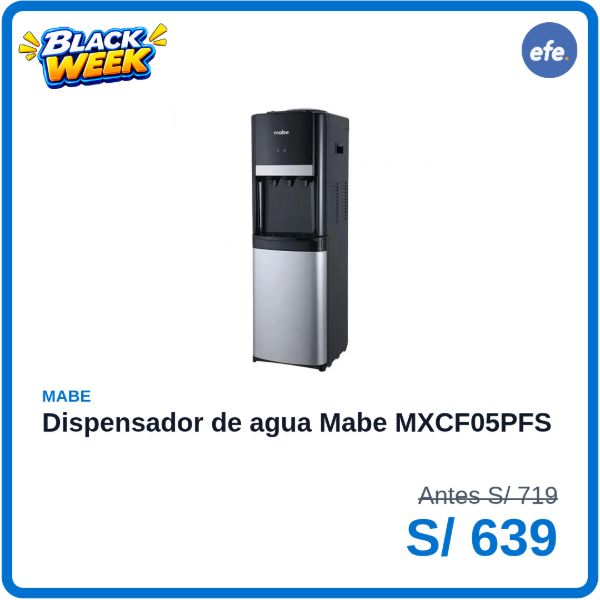 BLACK
WEEK
efe.
mabe
MABE
Dispensador de agua Mabe MXCF05PFS
Antes S/ 719
S/ 639